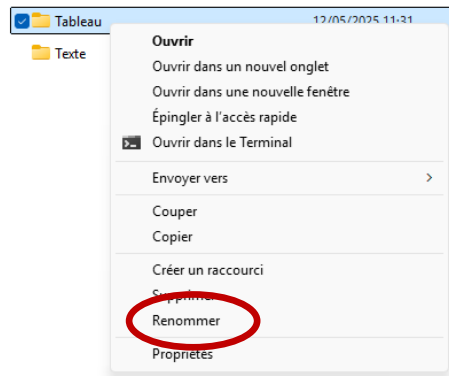 Tableau 12/05/2025 11:31
Texte
Ouvrir
Ouvrir dans un nouvel onglet
Ouvrir dans une nouvelle fenêtre
Épingler à l'accès rapide
Ouvrir dans le Terminal
Envoyer vers
Couper
Copier
Créer un raccourci
Supprimer
Renommer
Propriétés